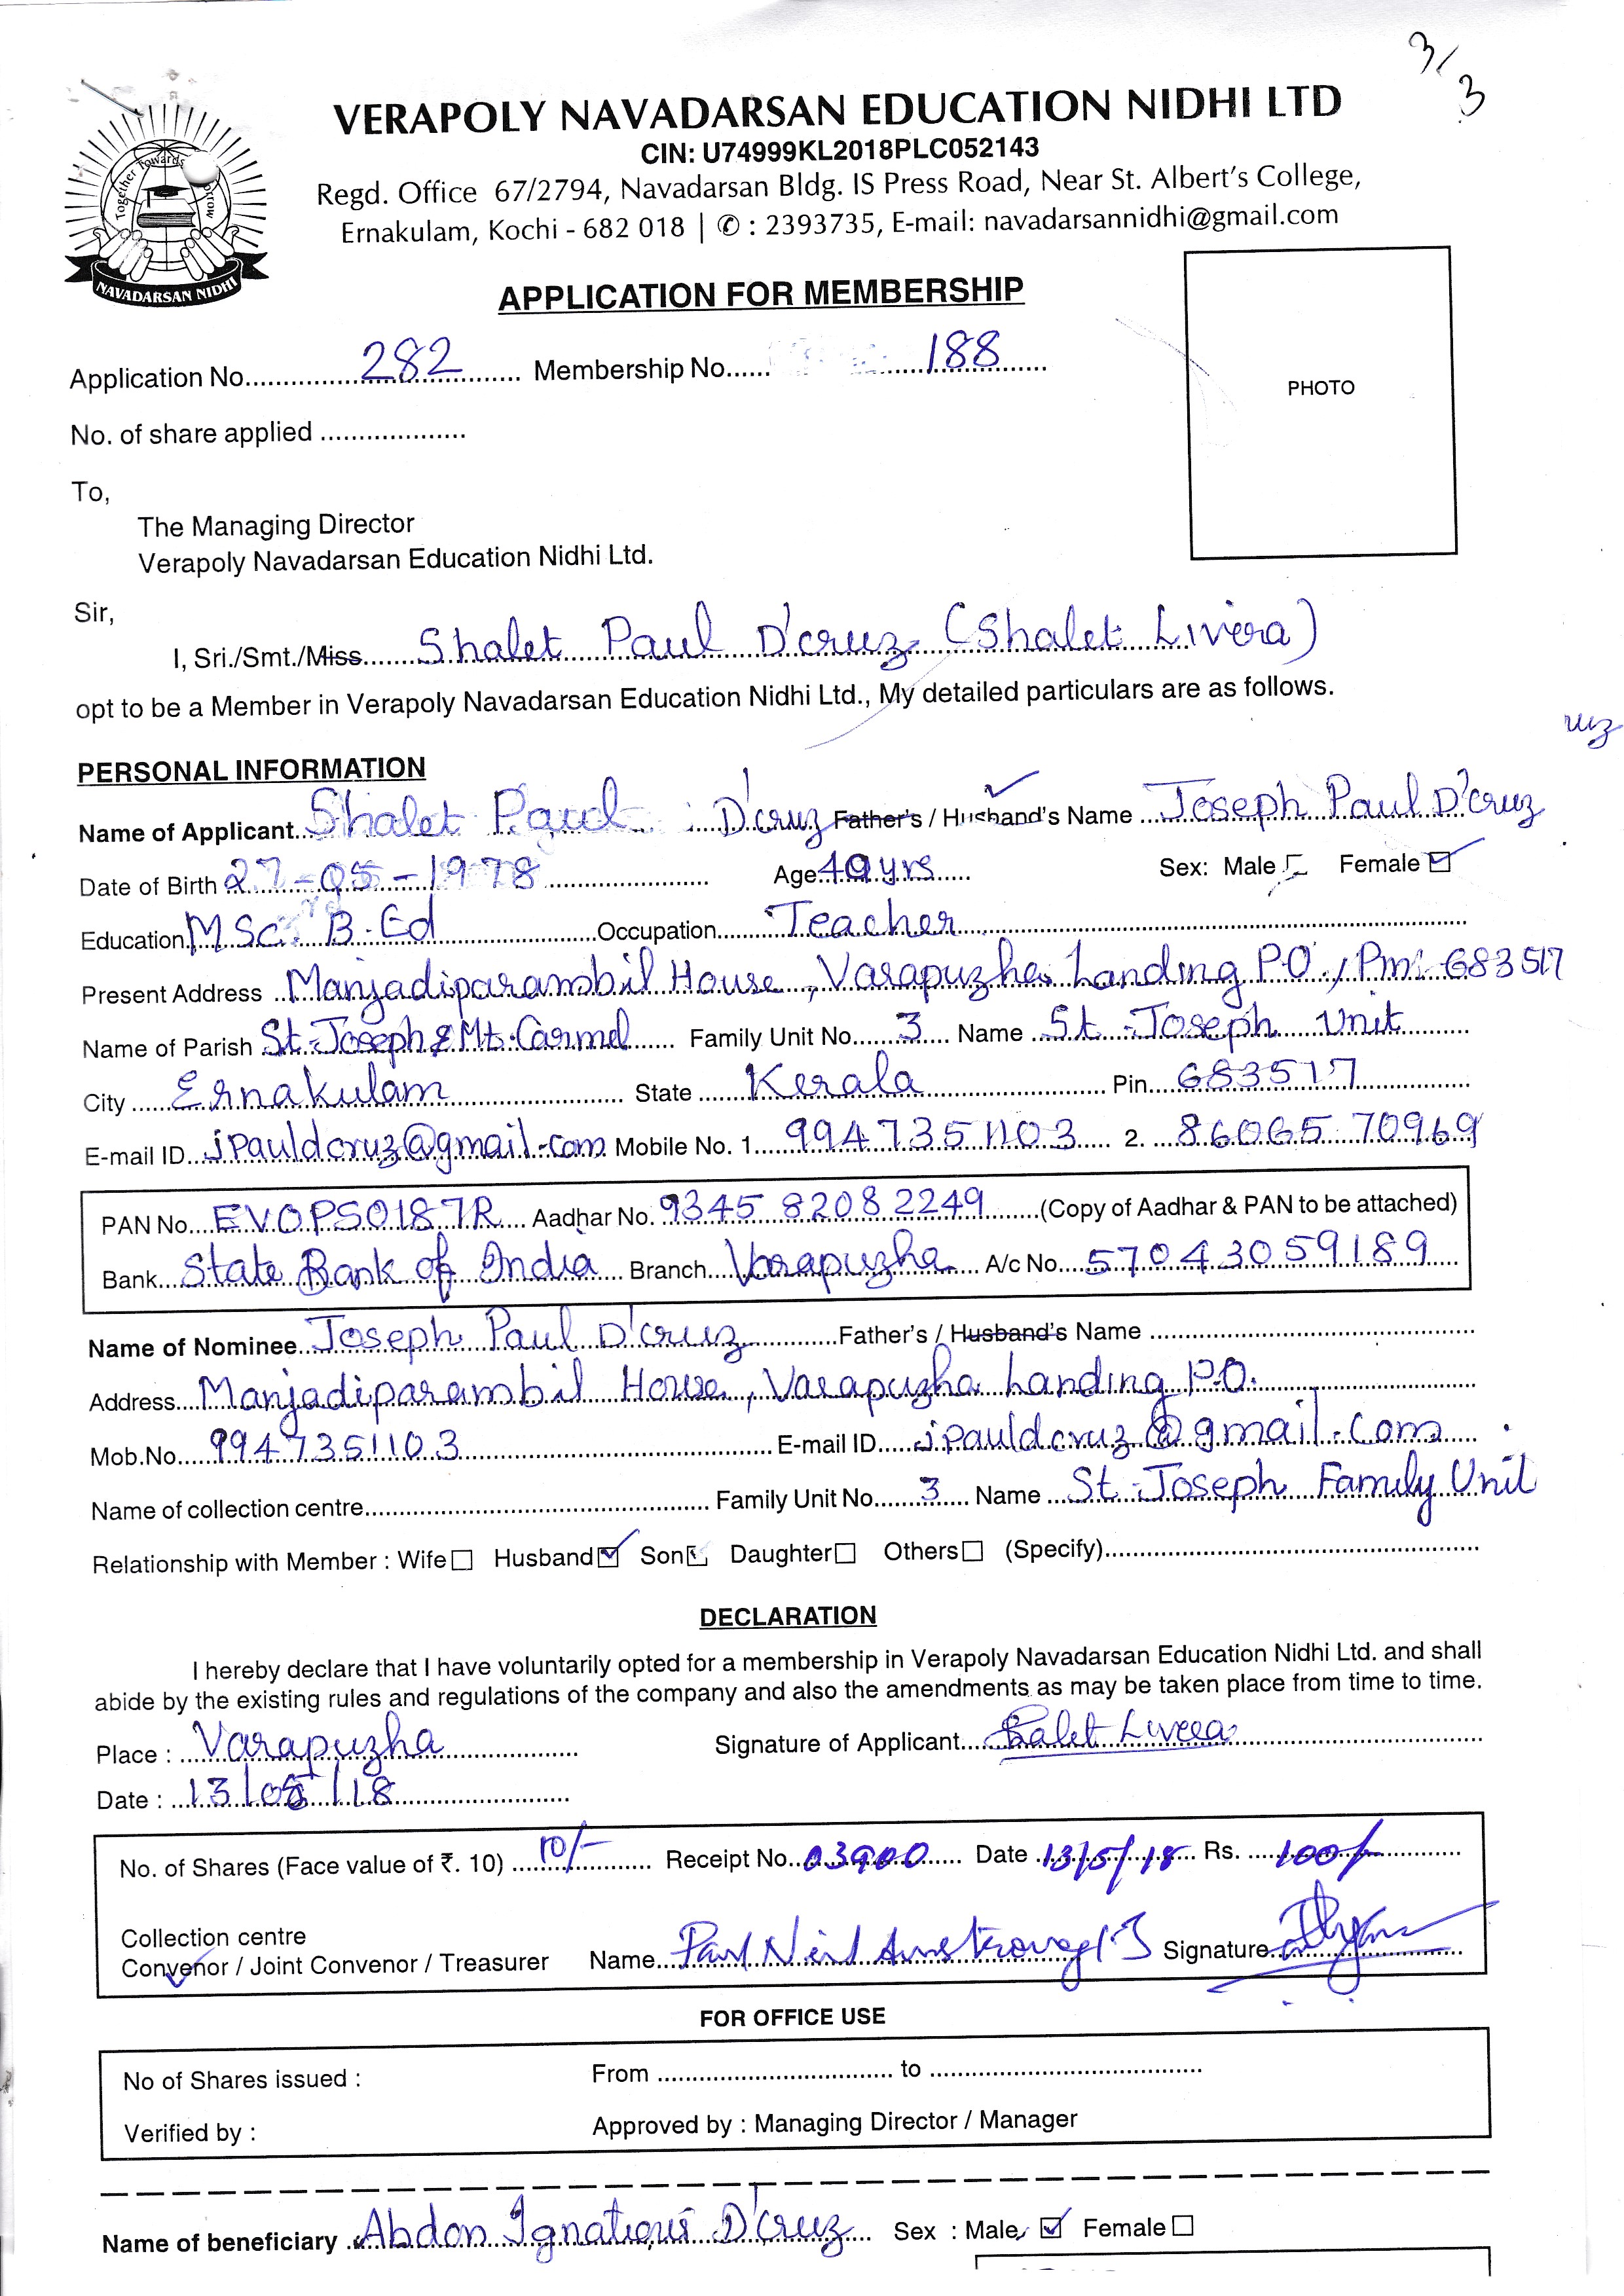 3/3
VERAPOLY NAVADARSAN EDUCATION NIDHI LTD
CIN: U74999KL2018PLC052143
Regd. Office 67/2794, Navadarsan Bldg. IS Press Road, Near St. Albert's College,
Ernakulam, Kochi - 682 018 | ✆ : 2393735, E-mail: navadarsannidhi@gmail.com
Together Towards
NAVADARSAN NIDHI
APPLICATION FOR MEMBERSHIP
PHOTO
Application No. 282 Membership No. 188
No. of share applied
To,
The Managing Director
Verapoly Navadarsan Education Nidhi Ltd.
Sir,
I, Sri./Smt./Miss Shalet Paul D'cruz (Shalet Livera)
opt to be a Member in Verapoly Navadarsan Education Nidhi Ltd., My detailed particulars are as follows.
PERSONAL INFORMATION
Name of Applicant Shalet Paul D'cruz Father's / Husband's Name Joseph Paul D'cruz
Date of Birth 27-05-1978 Age 40 yrs Sex: Male Female ☑
Education MSc. B.Ed Occupation Teacher
Present Address Manjadiparambil House, Varapuzha Landing P.O, Pin: 683517
Name of Parish St. Joseph & Mt. Carmel Family Unit No. 3 Name St. Joseph Unit
City Ernakulam State Kerala Pin 683517
E-mail ID jpauldcruz@gmail.com Mobile No. 1. 9947351103 2. 86065 70969
PAN No. EVOPS0187R Aadhar No. 9345 8208 2249 (Copy of Aadhar & PAN to be attached)
Bank State Bank of India Branch Varapuzha A/c No. 57043059189
Name of Nominee Joseph Paul D'cruz Father's / Husband's Name
Address Manjadiparambil House, Varapuzha Landing P.O.
Mob.No. 9947351103 E-mail ID jpauldcruz@gmail.com
Name of collection centre Family Unit No. 3 Name St. Joseph Family Unit
Relationship with Member : Wife ☐ Husband ☑ Son ☐ Daughter ☐ Others ☐ (Specify)
DECLARATION
I hereby declare that I have voluntarily opted for a membership in Verapoly Navadarsan Education Nidhi Ltd. and shall
abide by the existing rules and regulations of the company and also the amendments as may be taken place from time to time.
Place : Varapuzha Signature of Applicant Shalet Livera
Date : 13/05/18
No. of Shares (Face value of ₹. 10) 10/- Receipt No. 03900 Date 13/5/18 Rs. 100/-
Collection centre
Convenor / Joint Convenor / Treasurer Name Paul Neil Armstrong P J Signature
FOR OFFICE USE
No of Shares issued : From to
Verified by : Approved by : Managing Director / Manager
Name of beneficiary Abdon Ignatious D'cruz Sex : Male ☑ Female ☐